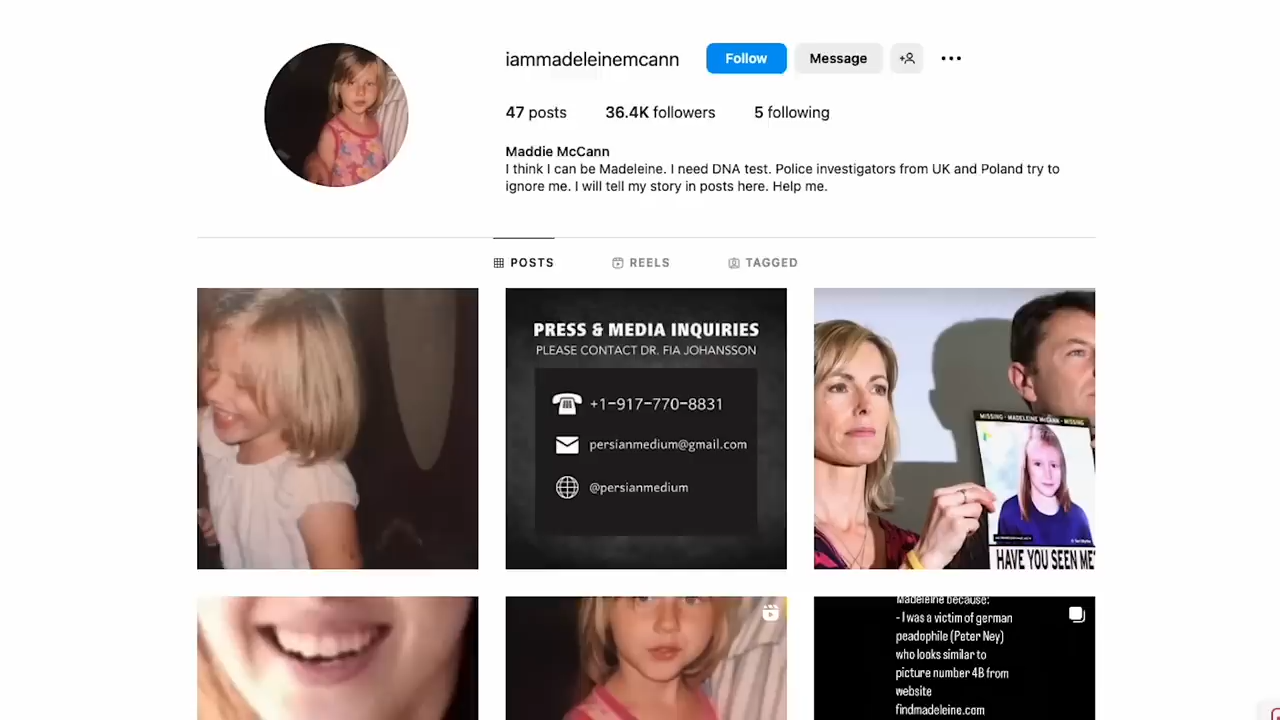 iammadeleinemcann
Follow
Message
47 posts
36.4K followers
5 following
Maddie McCann
I think I can be Madeleine. I need DNA test. Police investigators from UK and Poland try to
ignore me. I will tell my story in posts here. Help me.
POSTS
REELS
TAGGED
PRESS & MEDIA INQUIRIES
PLEASE CONTACT DR. FIA JOHANSSON
+1-917-770-8831
persianmedium@gmail.com
@persianmedium
MISSING - MADELEINE McCANN - MISSING
HAVE YOU SEEN ME
Madeleine because:
- I was a victim of german
peadophile (Peter Ney)
who looks similar to
picture number 4B from
website
findmadeleine.com